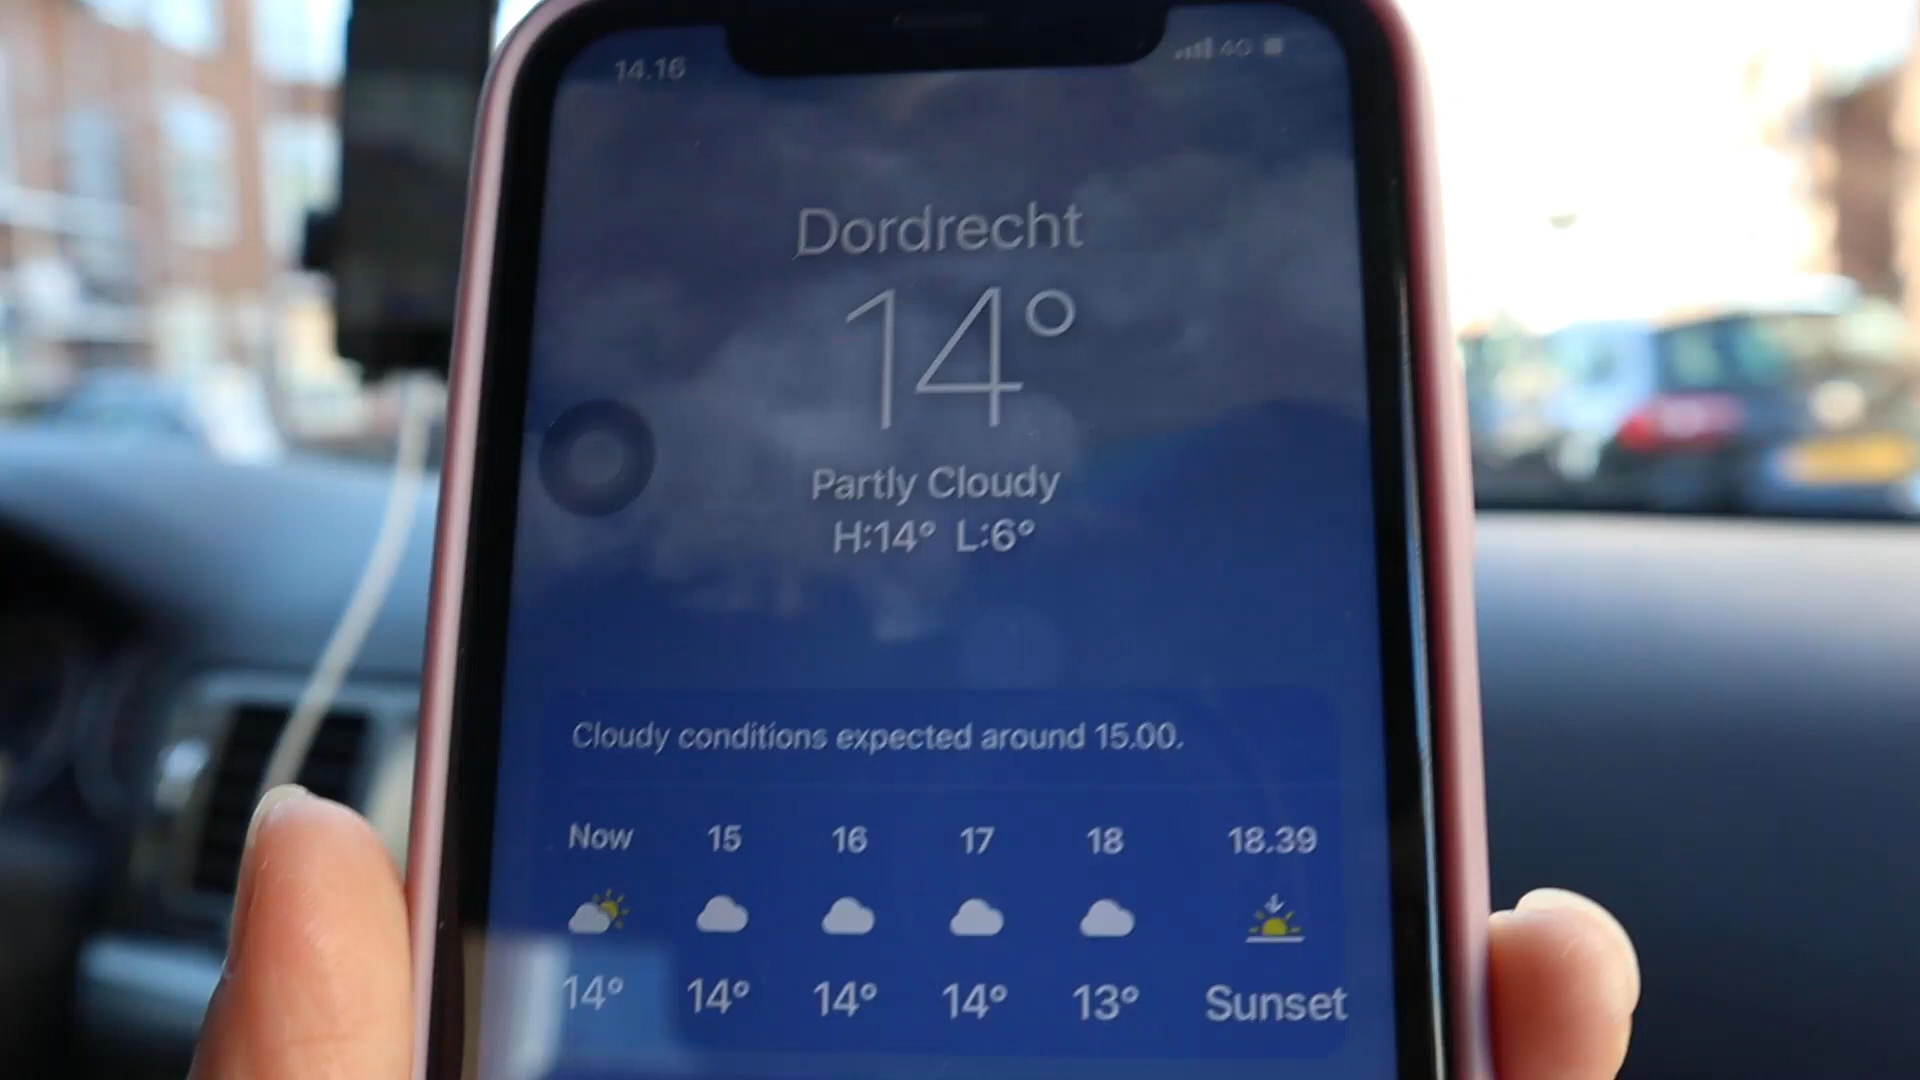 14.16 4G
Dordrecht
14°
Partly Cloudy
H:14° L:6°
Cloudy conditions expected around 15.00.
Now 15 16 17 18 18.39
14° 14° 14° 14° 13° Sunset